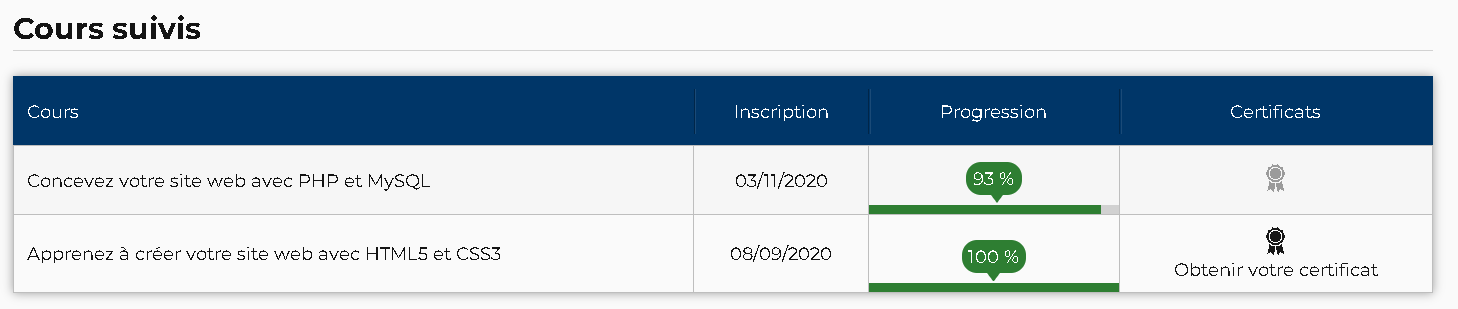 Cours suivis
Cours Inscription Progression Certificats
Concevez votre site web avec PHP et MySQL 03/11/2020 93 %
Apprenez à créer votre site web avec HTML5 et CSS3 08/09/2020 100 %
Obtenir votre certificat